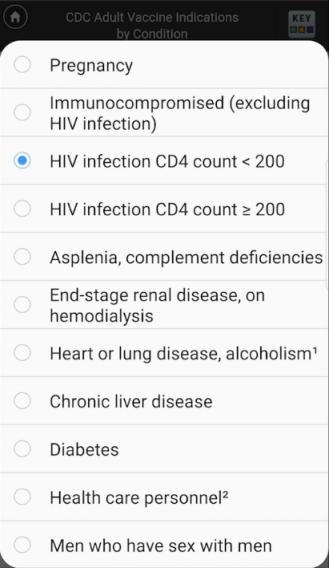 CDC Adult Vaccine Indications
by Condition
KEY
Pregnancy
Immunocompromised (excluding
HIV infection)
HIV infection CD4 count < 200
HIV infection CD4 count ≥ 200
Asplenia, complement deficiencies
End-stage renal disease, on
hemodialysis
Heart or lung disease, alcoholism¹
Chronic liver disease
Diabetes
Health care personnel²
Men who have sex with men